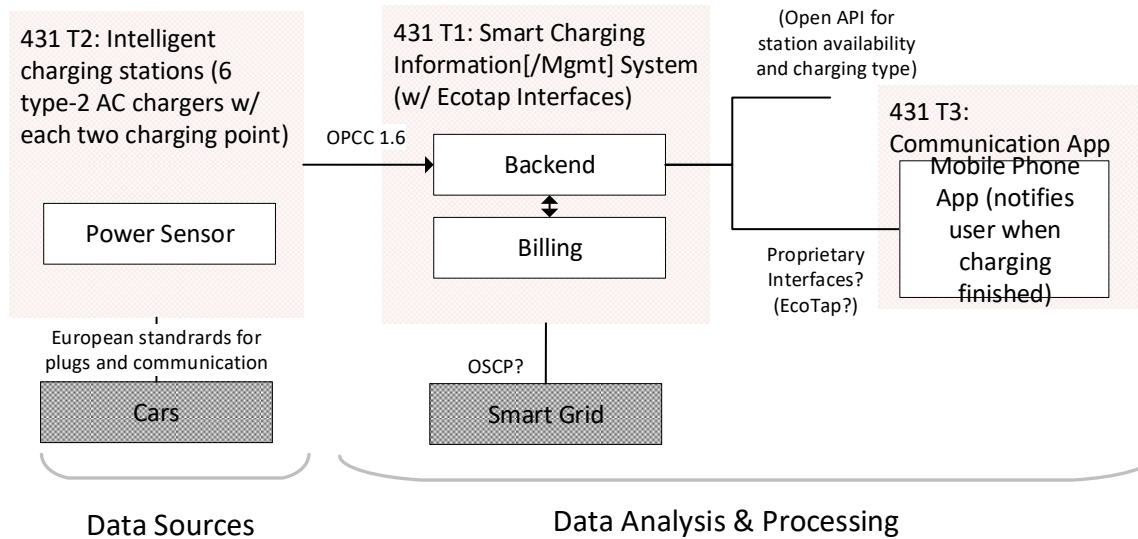 431 T2: Intelligent
charging stations (6
type-2 AC chargers w/
each two charging point)
Power Sensor
European standrards for
plugs and communication
Cars
OPCC 1.6
431 T1: Smart Charging
Information[/Mgmt] System
(w/ Ecotap Interfaces)
Backend
Billing
OSCP?
Smart Grid
(Open API for
station availability
and charging type)
431 T3:
Communication App
Mobile Phone
App (notifies
user when
charging
finished)
Proprietary
Interfaces?
(EcoTap?)
Data Sources
Data Analysis & Processing